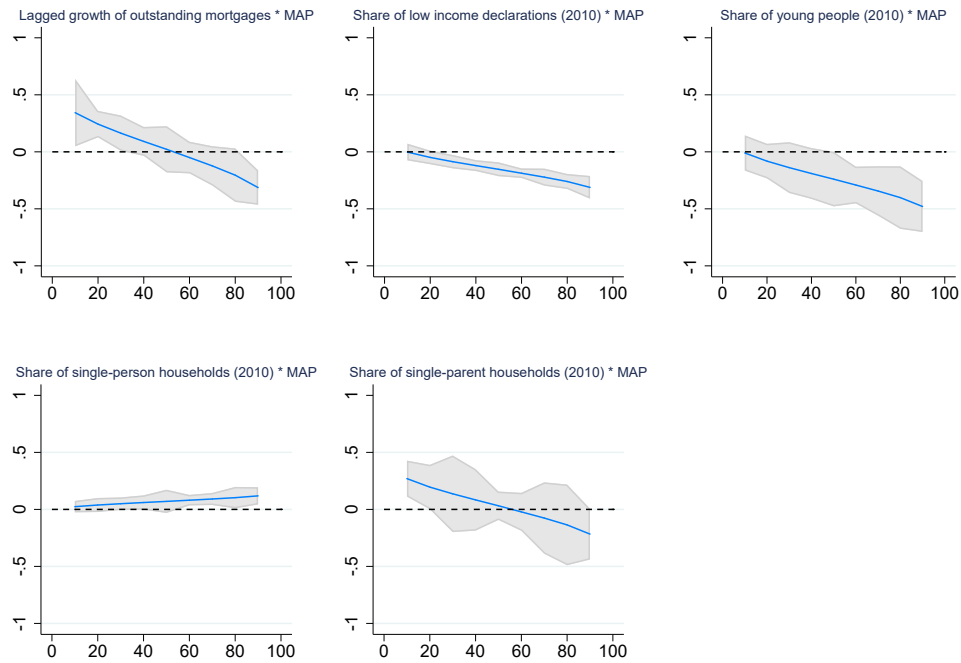 Lagged growth of outstanding mortgages * MAP
1
.5
0
-.5
-1
0 20 40 60 80 100
Share of low income declarations (2010) * MAP
1
.5
0
-.5
-1
0 20 40 60 80 100
Share of young people (2010) * MAP
1
.5
0
-.5
-1
0 20 40 60 80 100
Share of single-person households (2010) * MAP
1
.5
0
-.5
-1
0 20 40 60 80 100
Share of single-parent households (2010) * MAP
1
.5
0
-.5
-1
0 20 40 60 80 100